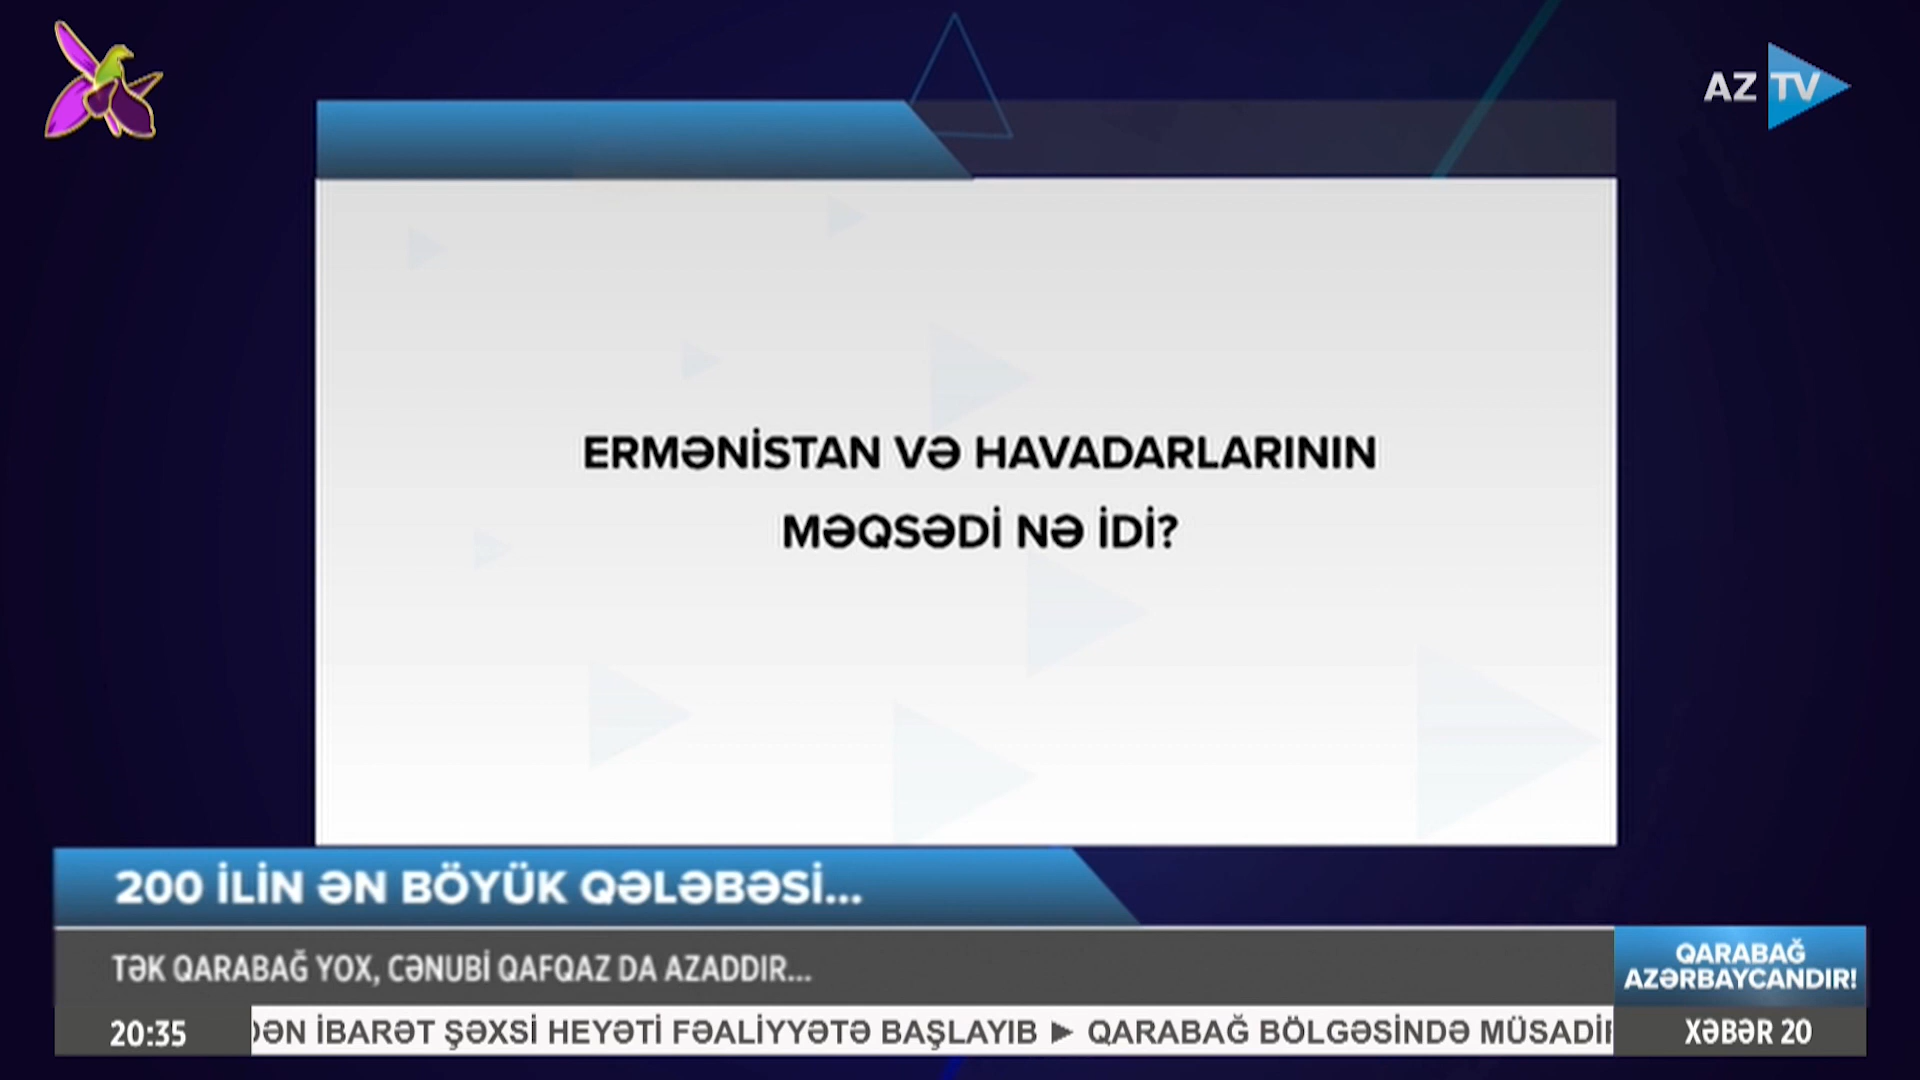 AZ TV
ERMƏNİSTAN VƏ HAVADARLARININ
MƏQSƏDİ NƏ İDİ?
200 İLİN ƏN BÖYÜK QƏLƏBƏSİ...
TƏK QARABAĞ YOX, CƏNUBİ QAFQAZ DA AZADDIR...
QARABAĞ
AZƏRBAYCANDIR!
20:35
İBARƏT ŞƏXSİ HEYƏTİ FƏALİYYƏTƏ BAŞLAYIB ► QARABAĞ BÖLGƏSİNDƏ
XƏBƏR 20